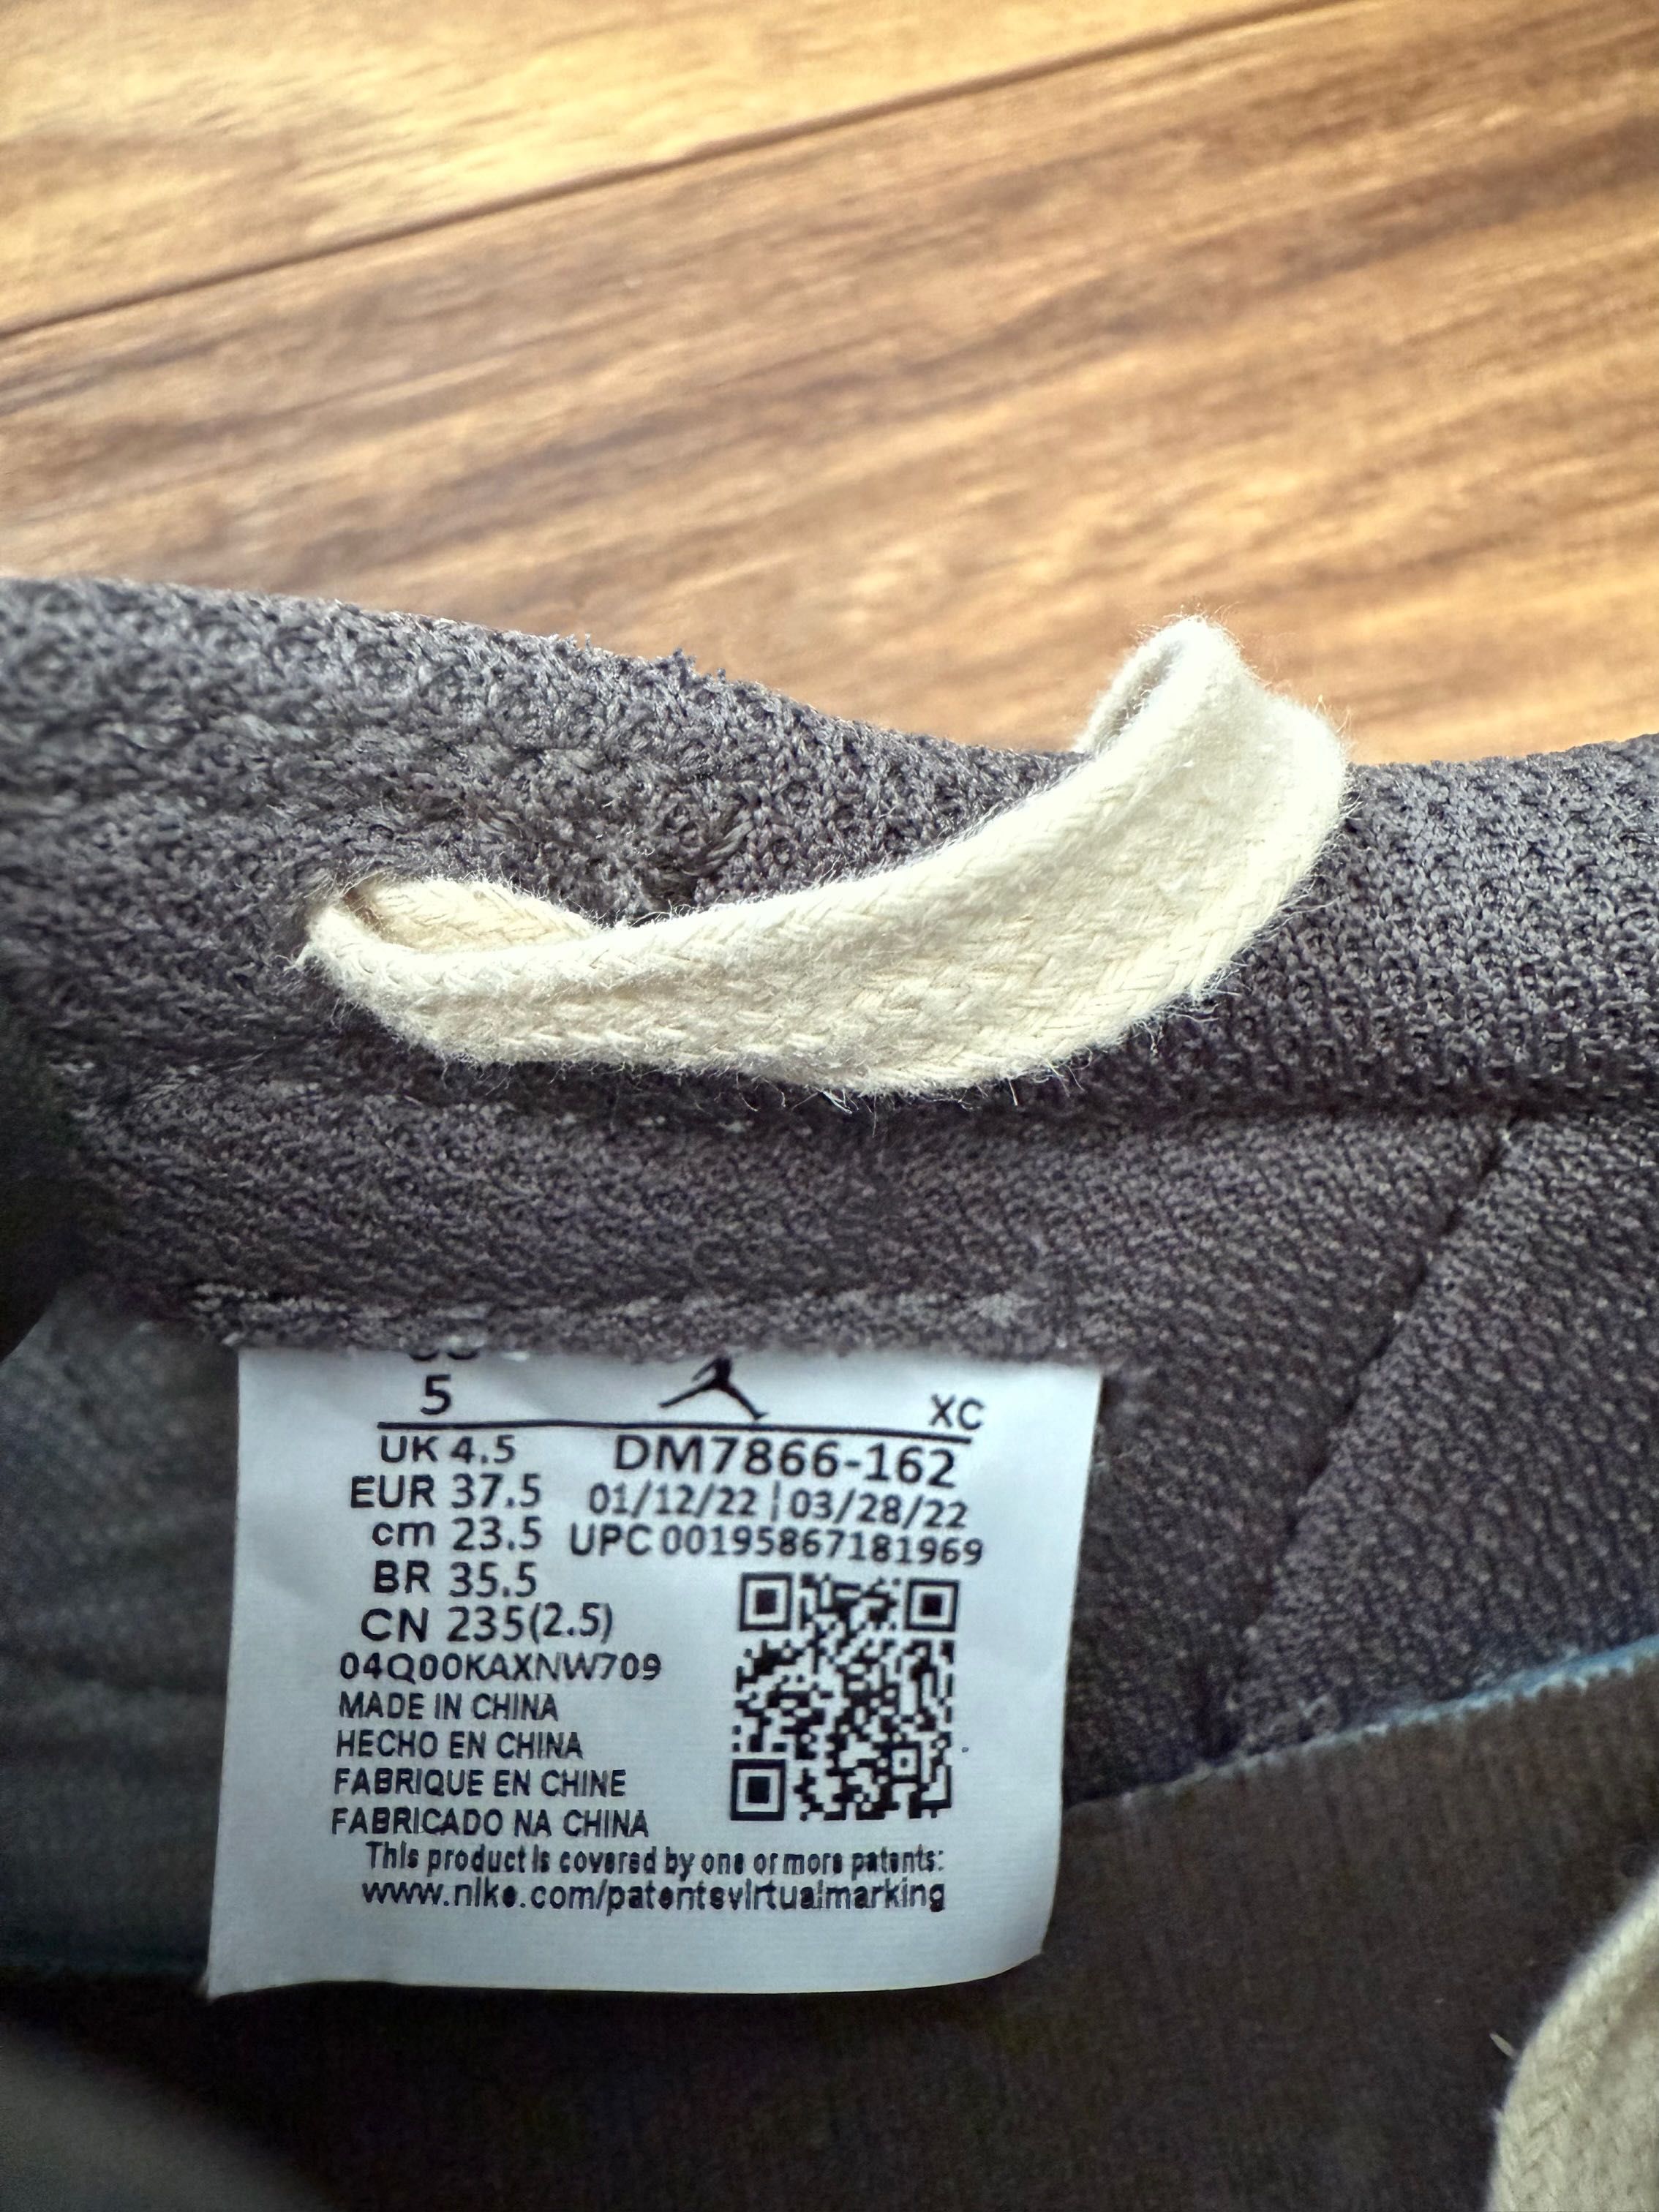 5
XC
UK 4.5
DM7866-162
EUR 37.5
01/12/22 | 03/28/22
cm 23.5
UPC 00195867181969
BR 35.5
CN 235(2.5)
04Q00KAXNW709
MADE IN CHINA
HECHO EN CHINA
FABRIQUE EN CHINE
FABRICADO NA CHINA
This product is covered by one or more patents:
www.nike.com/patentsvirtualmarking